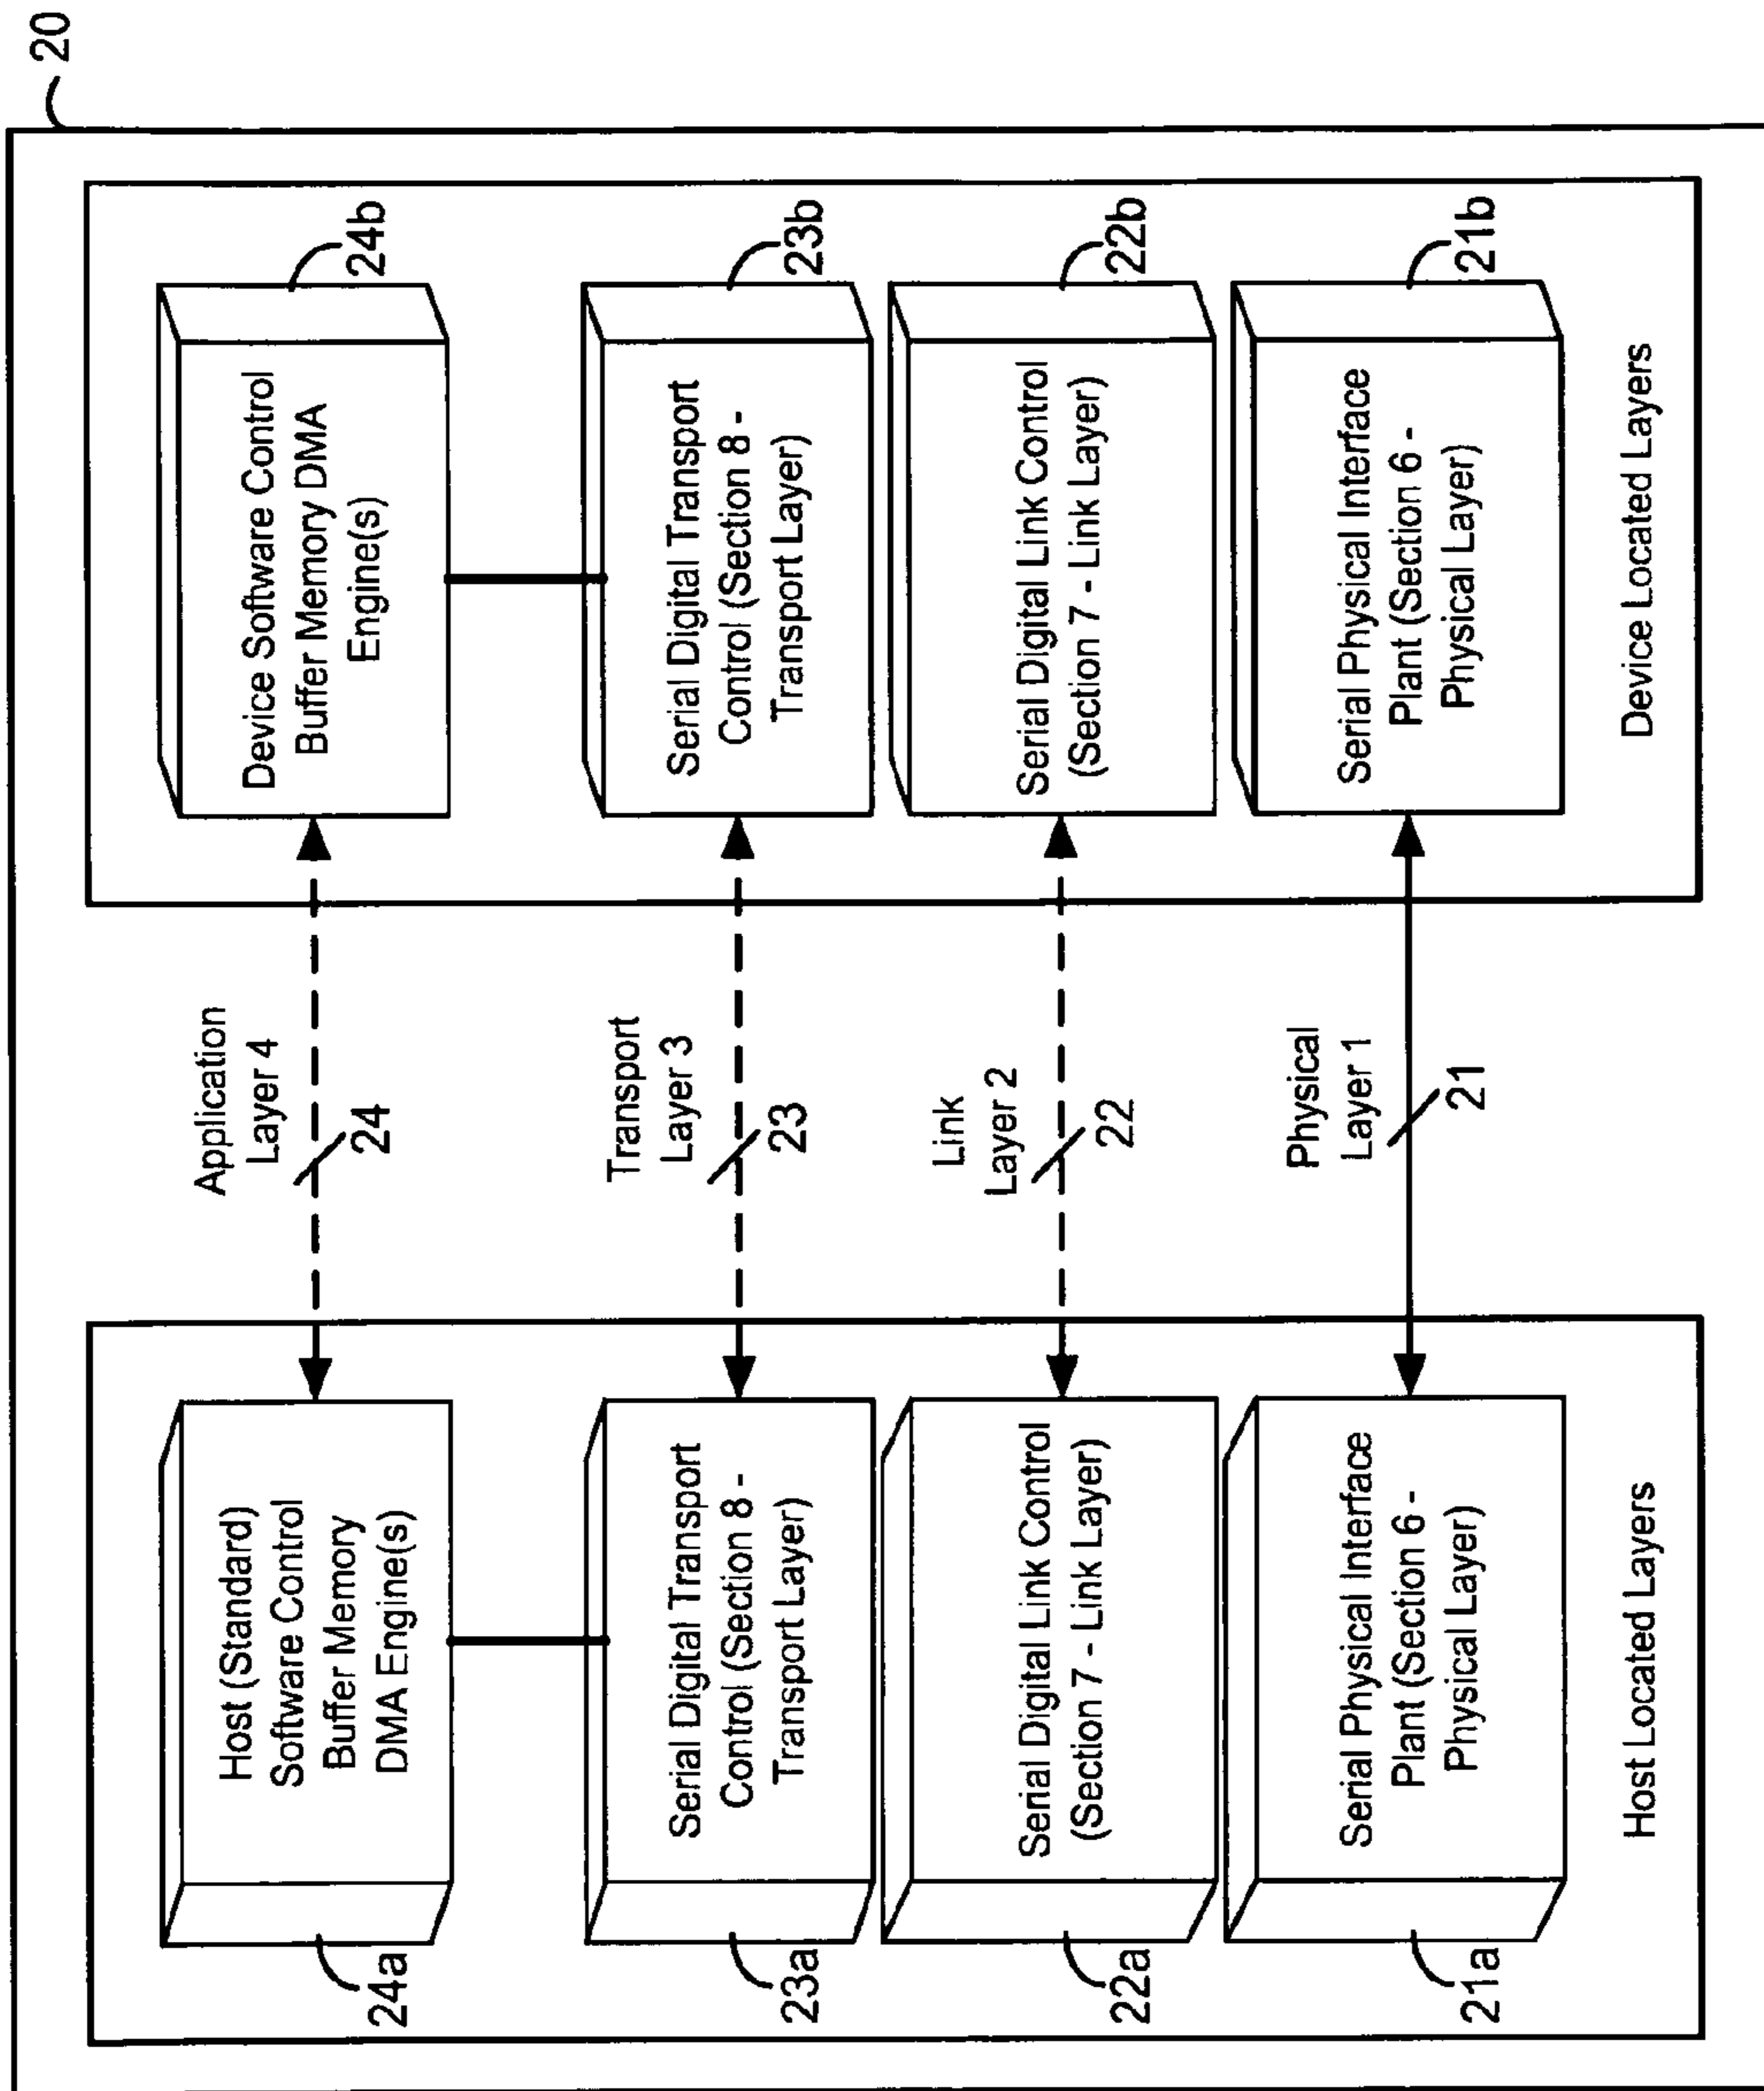 20
Host (Standard)
Software Control
Buffer Memory
DMA Engine(s)
24a
Application
Layer 4
24
Device Software Control
Buffer Memory DMA
Engine(s)
24b
Serial Digital Transport
Control (Section 8 -
Transport Layer)
23a
Transport
Layer 3
23
Serial Digital Transport
Control (Section 8 -
Transport Layer)
23b
Serial Digital Link Control
(Section 7 - Link Layer)
22a
Link
Layer 2
22
Serial Digital Link Control
(Section 7 - Link Layer)
22b
Serial Physical Interface
Plant (Section 6 -
Physical Layer)
21a
Physical
Layer 1
21
Serial Physical Interface
Plant (Section 6 -
Physical Layer)
21b
Host Located Layers
Device Located Layers